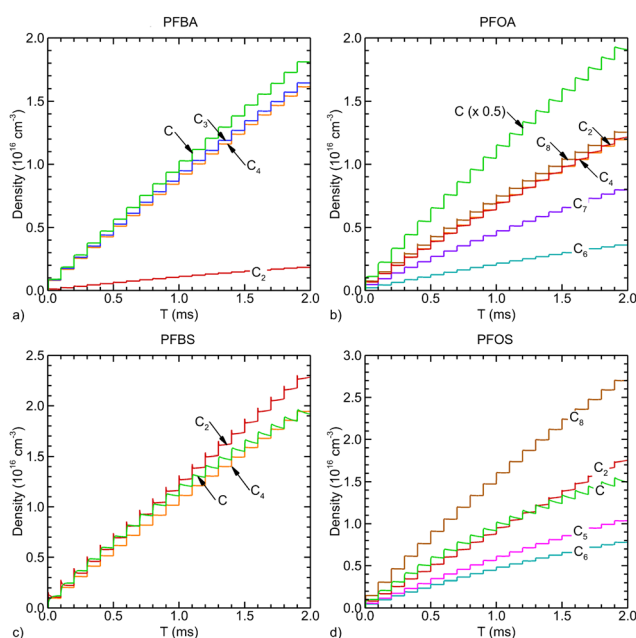 PFBA
2.0
1.5
1.0
0.5
0.0
Density (10¹⁶ cm⁻³)
C
C₃
C₄
C₂
0.0 0.5 1.0 1.5 2.0
a) T (ms)
PFOA
2.0
1.5
1.0
0.5
0.0
Density (10¹⁶ cm⁻³)
C (x 0.5)
C₂
C₈
C₄
C₇
C₆
0.0 0.5 1.0 1.5 2.0
b) T (ms)
PFBS
2.5
2.0
1.5
1.0
0.5
0.0
Density (10¹⁶ cm⁻³)
C₂
C
C₄
0.0 0.5 1.0 1.5 2.0
c) T (ms)
PFOS
3.0
2.5
2.0
1.5
1.0
0.5
0.0
Density (10¹⁶ cm⁻³)
C₈
C₂
C
C₅
C₆
0.0 0.5 1.0 1.5 2.0
d) T (ms)